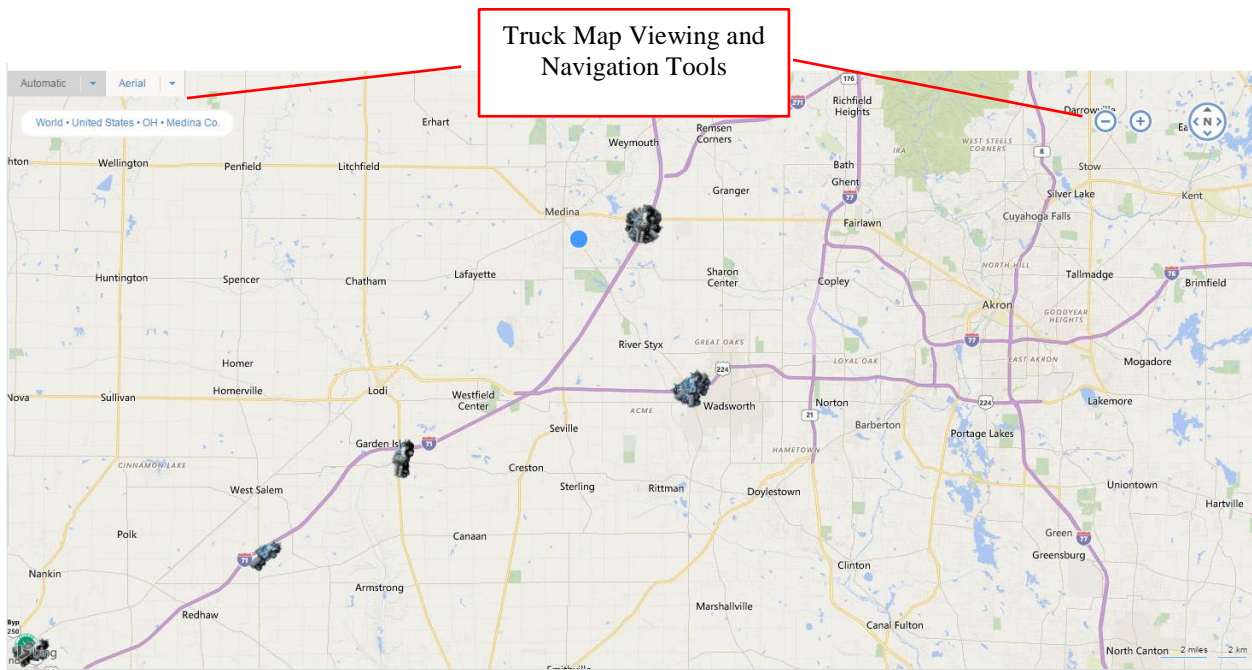 Truck Map Viewing and
Navigation Tools
Automatic
Aerial
World • United States • OH • Medina Co.
176
271
Richfield
Heights
Darrowville
N
Erhart
Weymouth
Remsen
Corners
IRA
WEST STEELS
CORNERS
8
Stow
hton
Wellington
Penfield
Litchfield
Bath
Ghent
Granger
77
Silver Lake
Kent
Medina
Fairlawn
Cuyahoga Falls
Huntington
Spencer
Chatham
Lafayette
Sharon
Center
Copley
NORTH HILL
Tallmadge
76
Brimfield
Akron
GOODYEAR
HEIGHTS
River Styx
GREAT OAKS
77
Homer
LOYAL OAK
EAST AKRON
Mogadore
224
Nova
Sullivan
Homerville
Lodi
Westfield
Center
ACME
Wadsworth
Norton
224
Lakemore
21
Barberton
Seville
Portage Lakes
Garden Isle
71
HAMETOWN
CINNAMON LAKE
Creston
West Salem
Sterling
Rittman
Doylestown
Uniontown
Hartville
Polk
Canaan
Green
77
71
Greensburg
Nankin
Armstrong
Clinton
Redhaw
Marshallville
Byp
250
Canal Fulton
bing
North Canton
2 miles
2 km
Smithville